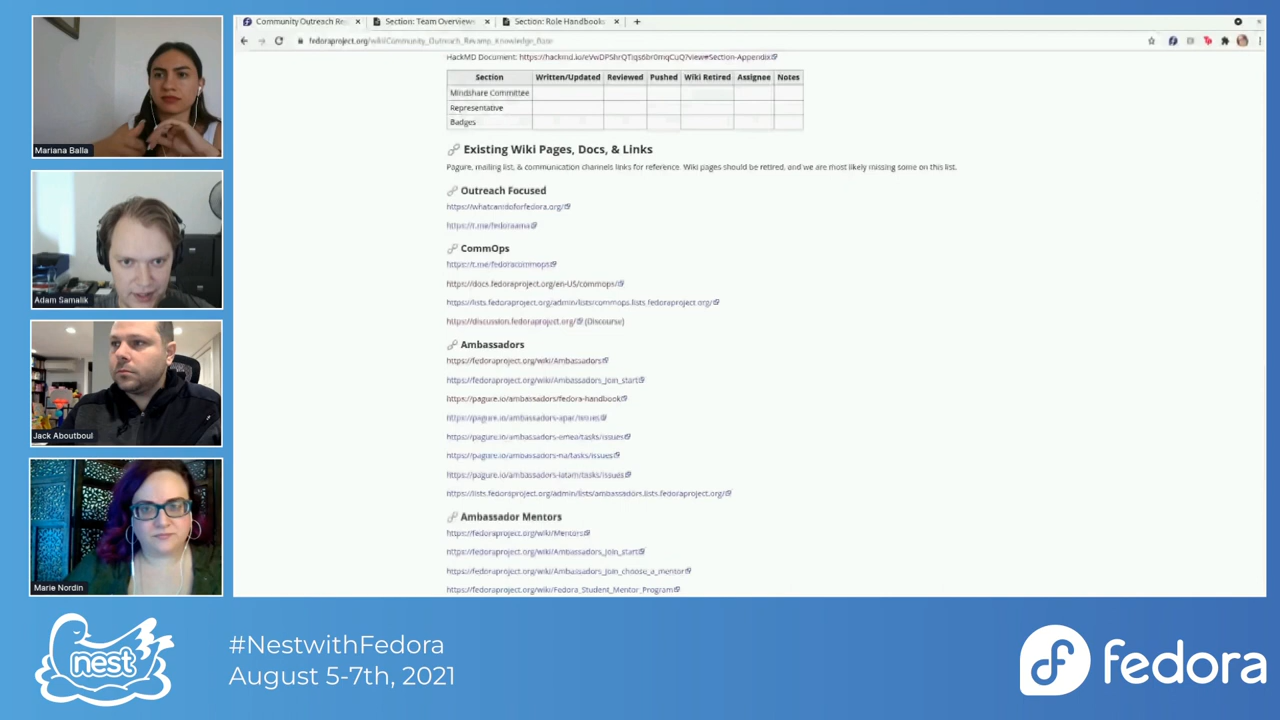 Community Outreach Re
Section: Team Overview
Section: Role Handbooks
fedoraproject.org/wiki/Community_Outreach_Revamp_Knowledge_Base
HackMD Document:
Section Written/Updated Reviewed Pushed Wiki Retired Assignee Notes
Mindshare Committee
Representative
Badges
Existing Wiki Pages, Docs, & Links
Pagure, mailing list, & communication channels links for reference. Wiki pages should be retired, and we are most likely missing some on this list.
Outreach Focused
https://whatcanidoforfedora.org/
https://t.me/fedoraama
CommOps
https://t.me/fedoracommops
https://docs.fedoraproject.org/en-US/commops/
https://lists.fedoraproject.org/admin/lists/commops.lists.fedoraproject.org/
https://discussion.fedoraproject.org/ (Discourse)
Ambassadors
https://fedoraproject.org/wiki/Ambassadors
https://fedoraproject.org/wiki/Ambassadors_Join_start
https://pagure.io/ambassadors/fedora-handbook
https://pagure.io/ambassadors-apac/issues
https://pagure.io/ambassadors-emea/tasks/issues
https://pagure.io/ambassadors-na/tasks/issues
https://pagure.io/ambassadors-latam/tasks/issues
https://lists.fedoraproject.org/admin/lists/ambassadors.lists.fedoraproject.org/
Ambassador Mentors
https://fedoraproject.org/wiki/Mentors
https://fedoraproject.org/wiki/Ambassadors_Join_start
https://fedoraproject.org/wiki/Ambassadors_Join_choose_a_mentor
https://fedoraproject.org/wiki/Fedora_Student_Mentor_Program
Mariana Balla
Adam Samalik
Jack Aboutboul
Marie Nordin
nest
#NestwithFedora
August 5-7th, 2021
fedora